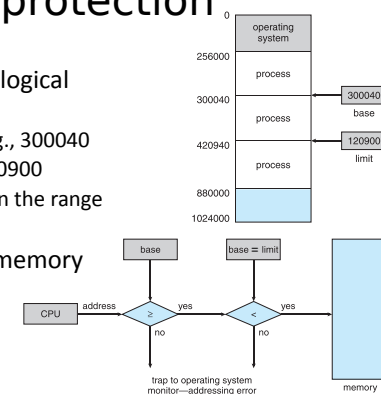 protection
logical
g., 300040
0900
n the range
memory
0
operating
system
256000
process
300040
300040
base
process
420940
120900
limit
process
880000
1024000
base
base = limit
CPU
address
≥
yes
<
yes
no
no
trap to operating system
monitor—addressing error
memory